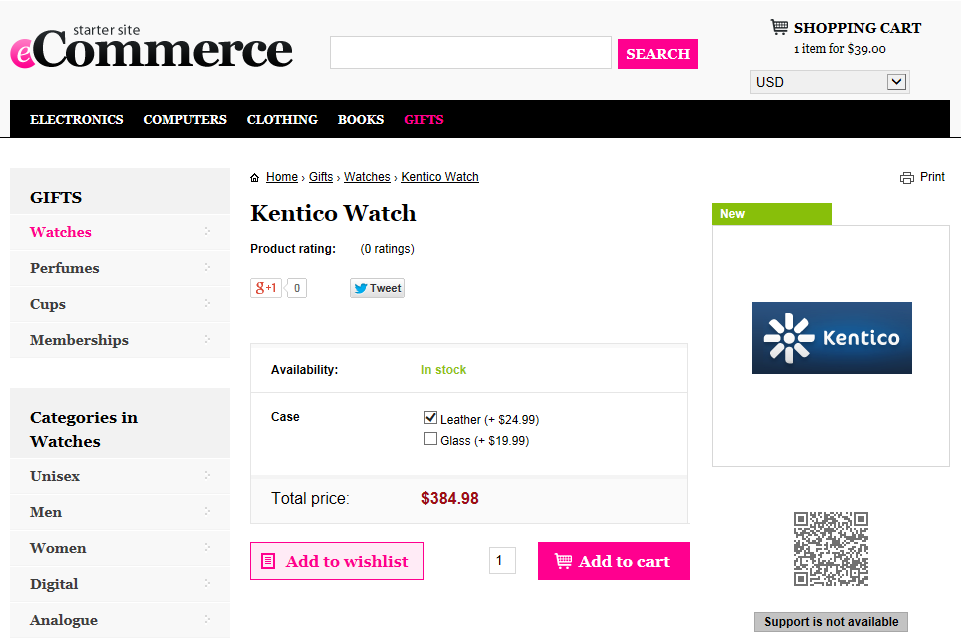 starter site
eCommerce
SEARCH
SHOPPING CART
1 item for $39.00
USD
ELECTRONICS COMPUTERS CLOTHING BOOKS GIFTS
GIFTS
Watches
Perfumes
Cups
Memberships
Categories in
Watches
Unisex
Men
Women
Digital
Analogue
Home › Gifts › Watches › Kentico Watch
Print
Kentico Watch
Product rating: (0 ratings)
g+1 0 Tweet
Availability: In stock
Case Leather (+ $24.99)
Glass (+ $19.99)
Total price: $384.98
Add to wishlist 1 Add to cart
New
Kentico
Support is not available